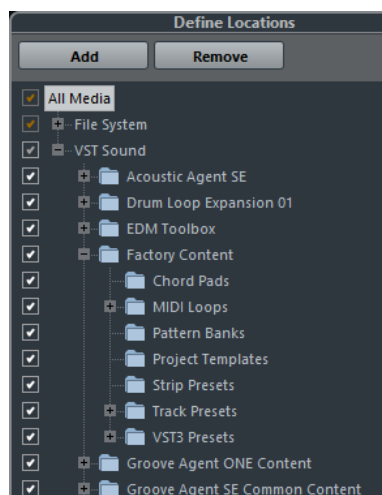 Define Locations
Add Remove
All Media
File System
VST Sound
Acoustic Agent SE
Drum Loop Expansion 01
EDM Toolbox
Factory Content
Chord Pads
MIDI Loops
Pattern Banks
Project Templates
Strip Presets
Track Presets
VST3 Presets
Groove Agent ONE Content
Groove Agent SE Common Content